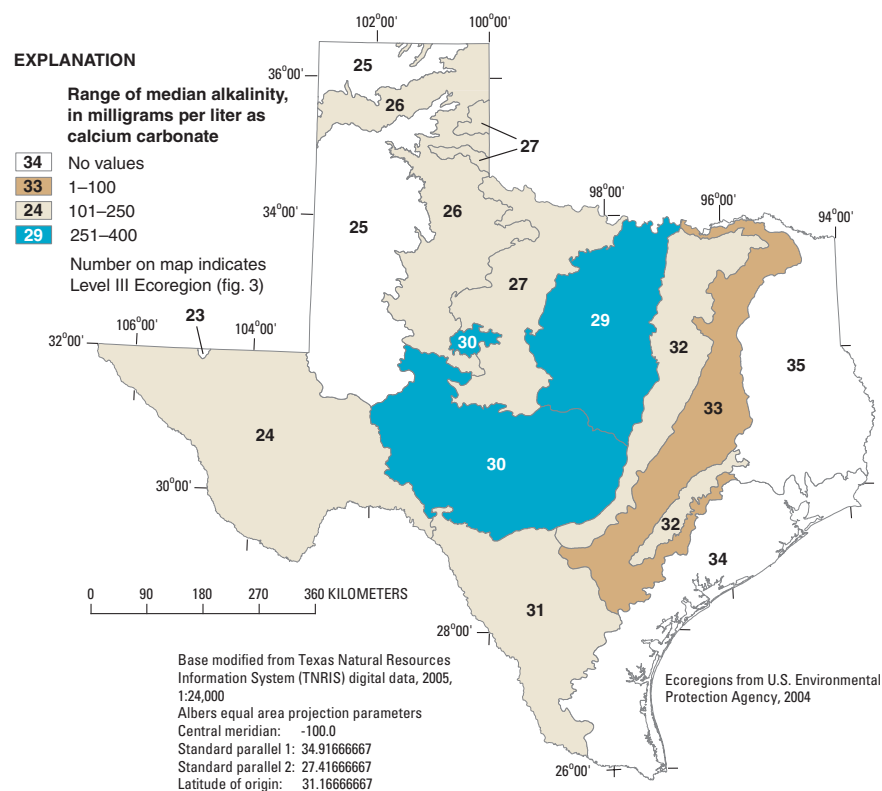 EXPLANATION
Range of median alkalinity,
in milligrams per liter as
calcium carbonate
34 No values
33 1–100
24 101–250
29 251–400
Number on map indicates
Level III Ecoregion (fig. 3)
102°00'
100°00'
36°00'
25
26
27
98°00'
96°00'
94°00'
34°00'
25
26
27
23
106°00'
104°00'
32°00'
30
29
32
35
33
24
30
30°00'
32
34
0 90 180 270 360 KILOMETERS
31
28°00'
Base modified from Texas Natural Resources
Information System (TNRIS) digital data, 2005,
1:24,000
Albers equal area projection parameters
Central meridian: -100.0
Standard parallel 1: 34.91666667
Standard parallel 2: 27.41666667
Latitude of origin: 31.16666667
Ecoregions from U.S. Environmental
Protection Agency, 2004
26°00'